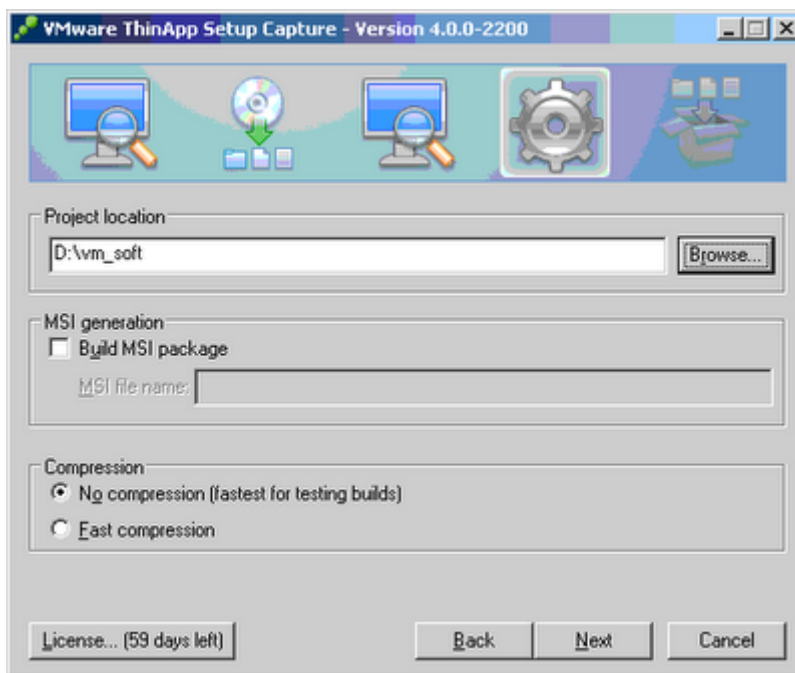 VMware ThinApp Setup Capture - Version 4.0.0-2200
Project location
D:\vm_soft
Browse...
MSI generation
Build MSI package
MSI file name:
Compression
No compression (fastest for testing builds)
Fast compression
License... (59 days left)
Back
Next
Cancel